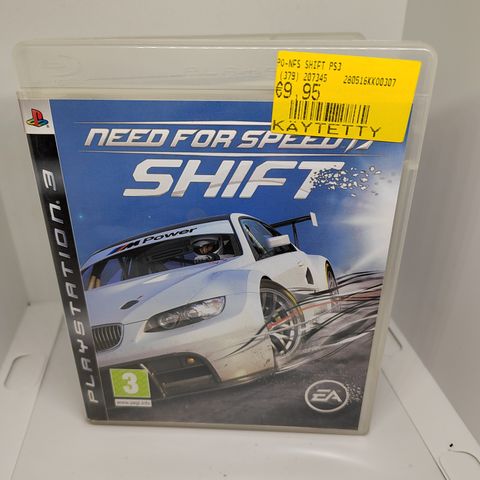 PO-NFS SHIFT PS3
(379) 207345 280516KK00307
€9,95
KÄYTETTY
NEED FOR SPEED
SHIFT
M Power
PLAYSTATION 3
3
www.pegi.info
EA